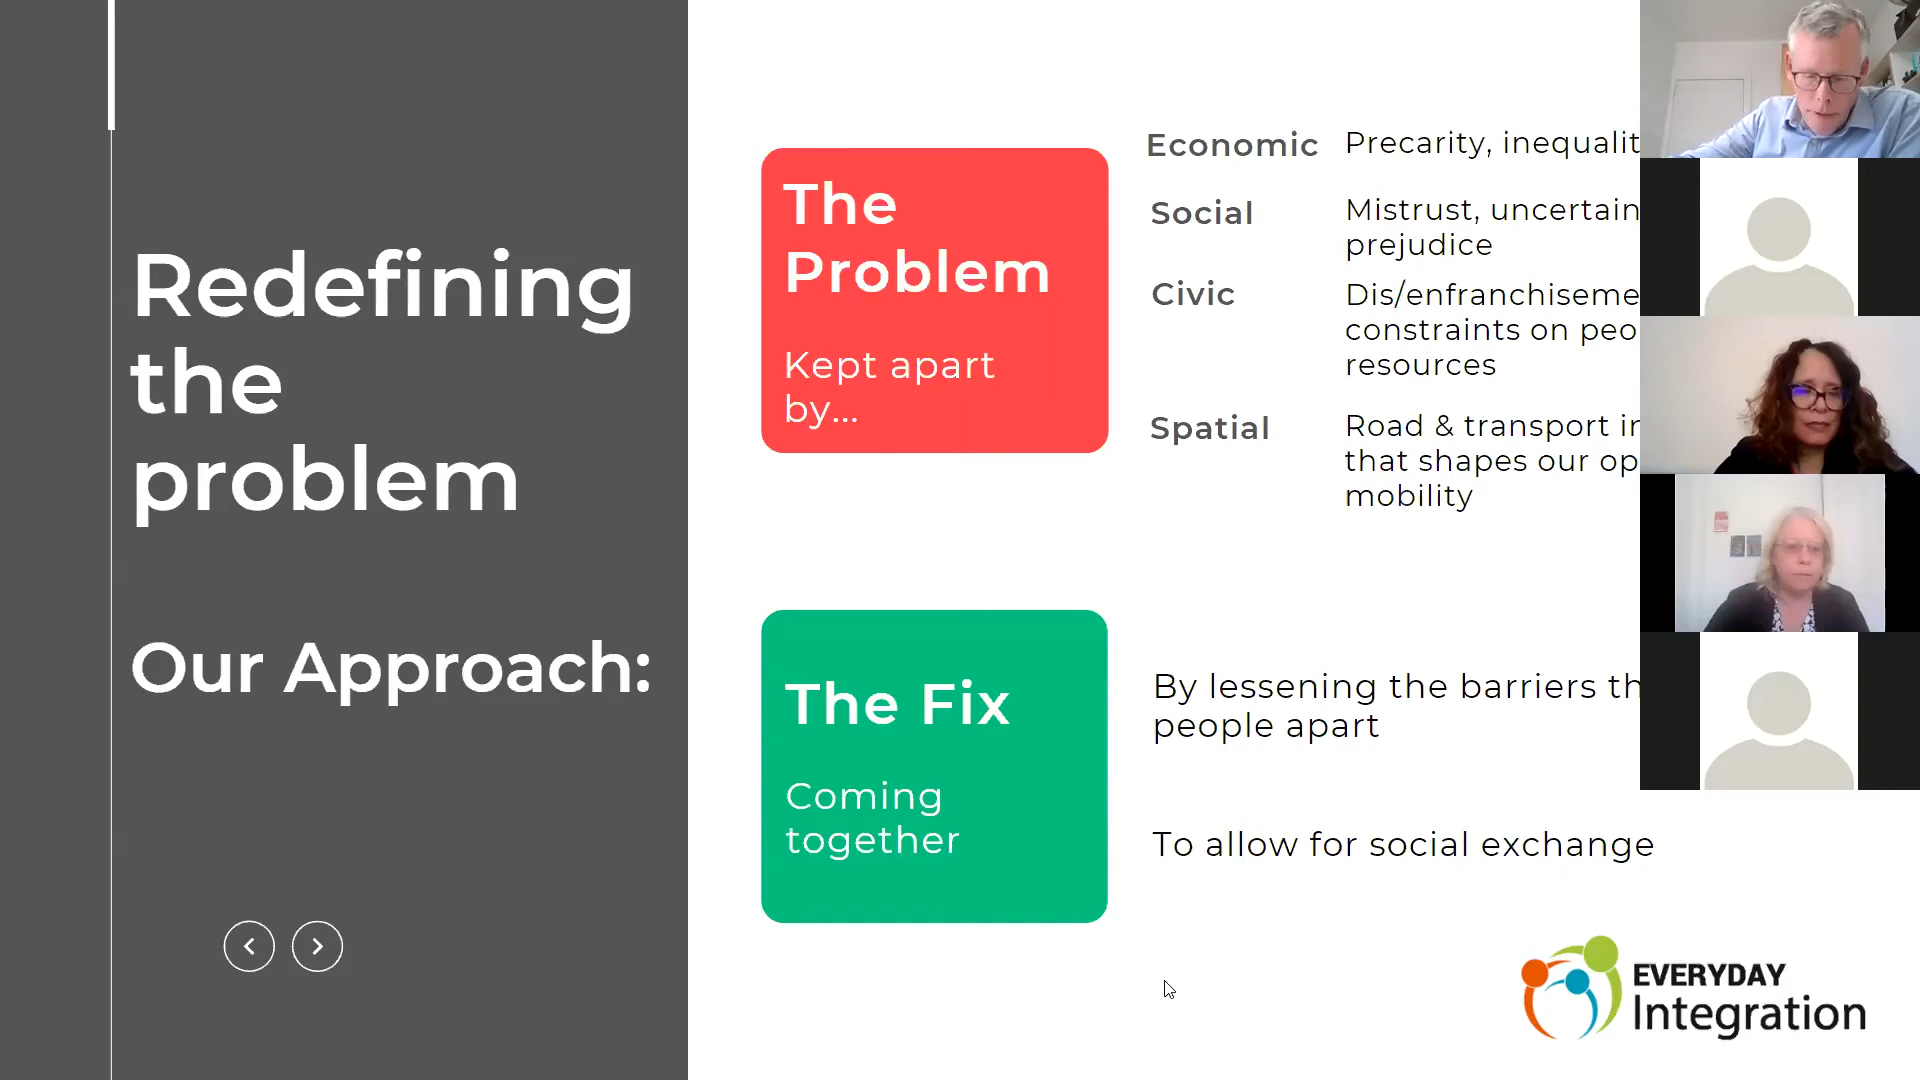 Redefining
the
problem
Our Approach:
The
Problem
Kept apart
by...
Economic Precarity, inequalit
Social Mistrust, uncertain
prejudice
Civic Dis/enfranchiseme
constraints on peo
resources
Spatial Road & transport in
that shapes our op
mobility
The Fix
Coming
together
By lessening the barriers th
people apart
To allow for social exchange
EVERYDAY
Integration